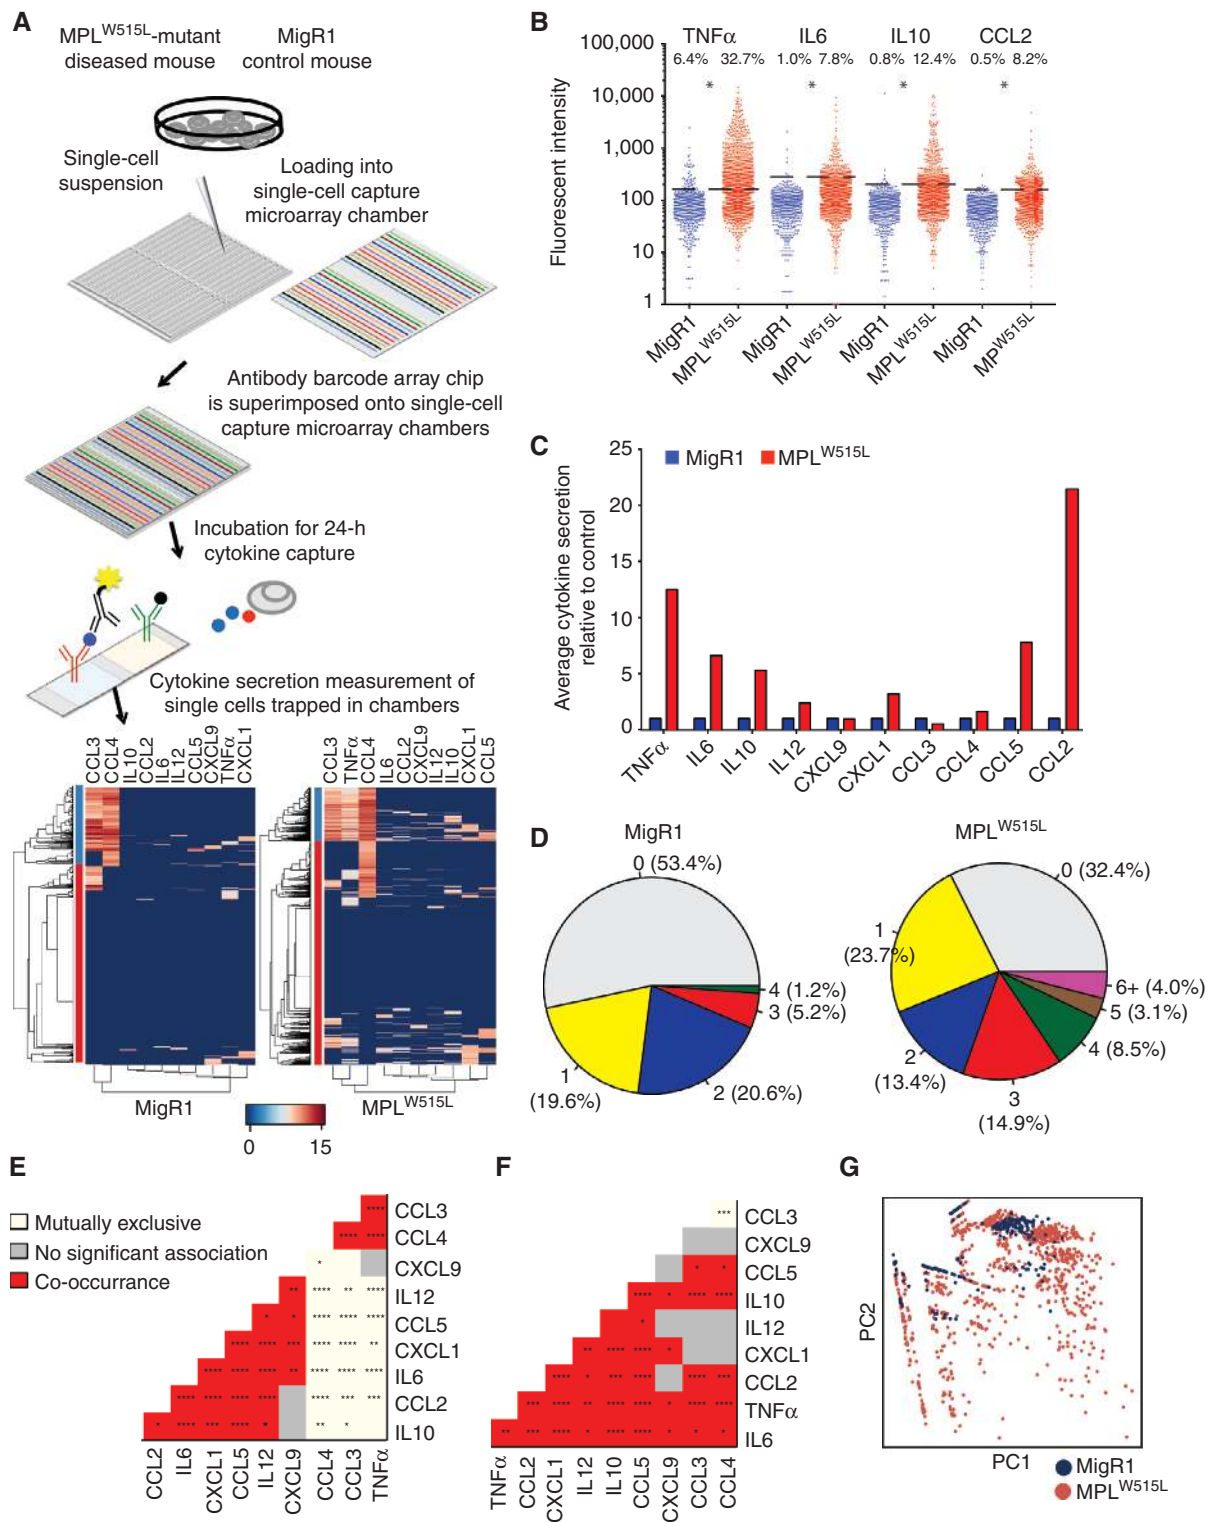 A
MPLW515L-mutant diseased mouse
MigR1 control mouse
Single-cell suspension
Loading into single-cell capture microarray chamber
Antibody barcode array chip is superimposed onto single-cell capture microarray chambers
Incubation for 24-h cytokine capture
Cytokine secretion measurement of single cells trapped in chambers
CCL3 CCL4 IL10 CCL2 IL6 IL12 CCL5 CXCL9 TNFα CXCL1
CCL3 TNFα CCL4 IL6 CCL2 CXCL9 IL12 IL10 CXCL1 CCL5
MigR1
MPLW515L
0 15
B
TNFα IL6 IL10 CCL2
6.4% 32.7% 1.0% 7.8% 0.8% 12.4% 0.5% 8.2%
* * * *
Fluorescent intensity
100,000
10,000
1,000
100
10
1
MigR1 MPLW515L MigR1 MPLW515L MigR1 MPLW515L MigR1 MPW515L
C
MigR1 MPLW515L
Average cytokine secretion relative to control
25
20
15
10
5
0
TNFα IL6 IL10 IL12 CXCL9 CXCL1 CCL3 CCL4 CCL5 CCL2
D
MigR1
0 (53.4%)
4 (1.2%)
3 (5.2%)
2 (20.6%)
1 (19.6%)
MPLW515L
0 (32.4%)
1 (23.7%)
2 (13.4%)
3 (14.9%)
4 (8.5%)
5 (3.1%)
6+ (4.0%)
E
Mutually exclusive
No significant association
Co-occurrance
CCL3
CCL4
CXCL9
IL12
CCL5
CXCL1
IL6
CCL2
IL10
CCL2 IL6 CXCL1 CCL5 IL12 CXCL9 CCL4 CCL3 TNFα
F
CCL3
CXCL9
CCL5
IL10
IL12
CXCL1
CCL2
TNFα
IL6
TNFα CCL2 CXCL1 IL12 IL10 CCL5 CXCL9 CCL3 CCL4
G
PC2
PC1
MigR1
MPLW515L